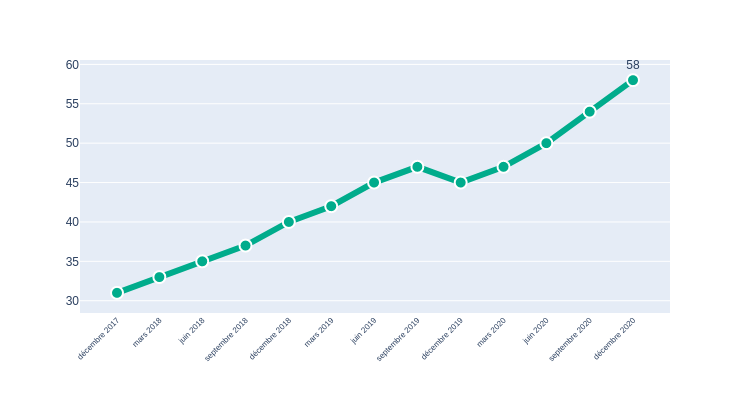 60
58
55
50
45
40
35
30
décembre 2017
mars 2018
juin 2018
septembre 2018
décembre 2018
mars 2019
juin 2019
septembre 2019
décembre 2019
mars 2020
juin 2020
septembre 2020
décembre 2020